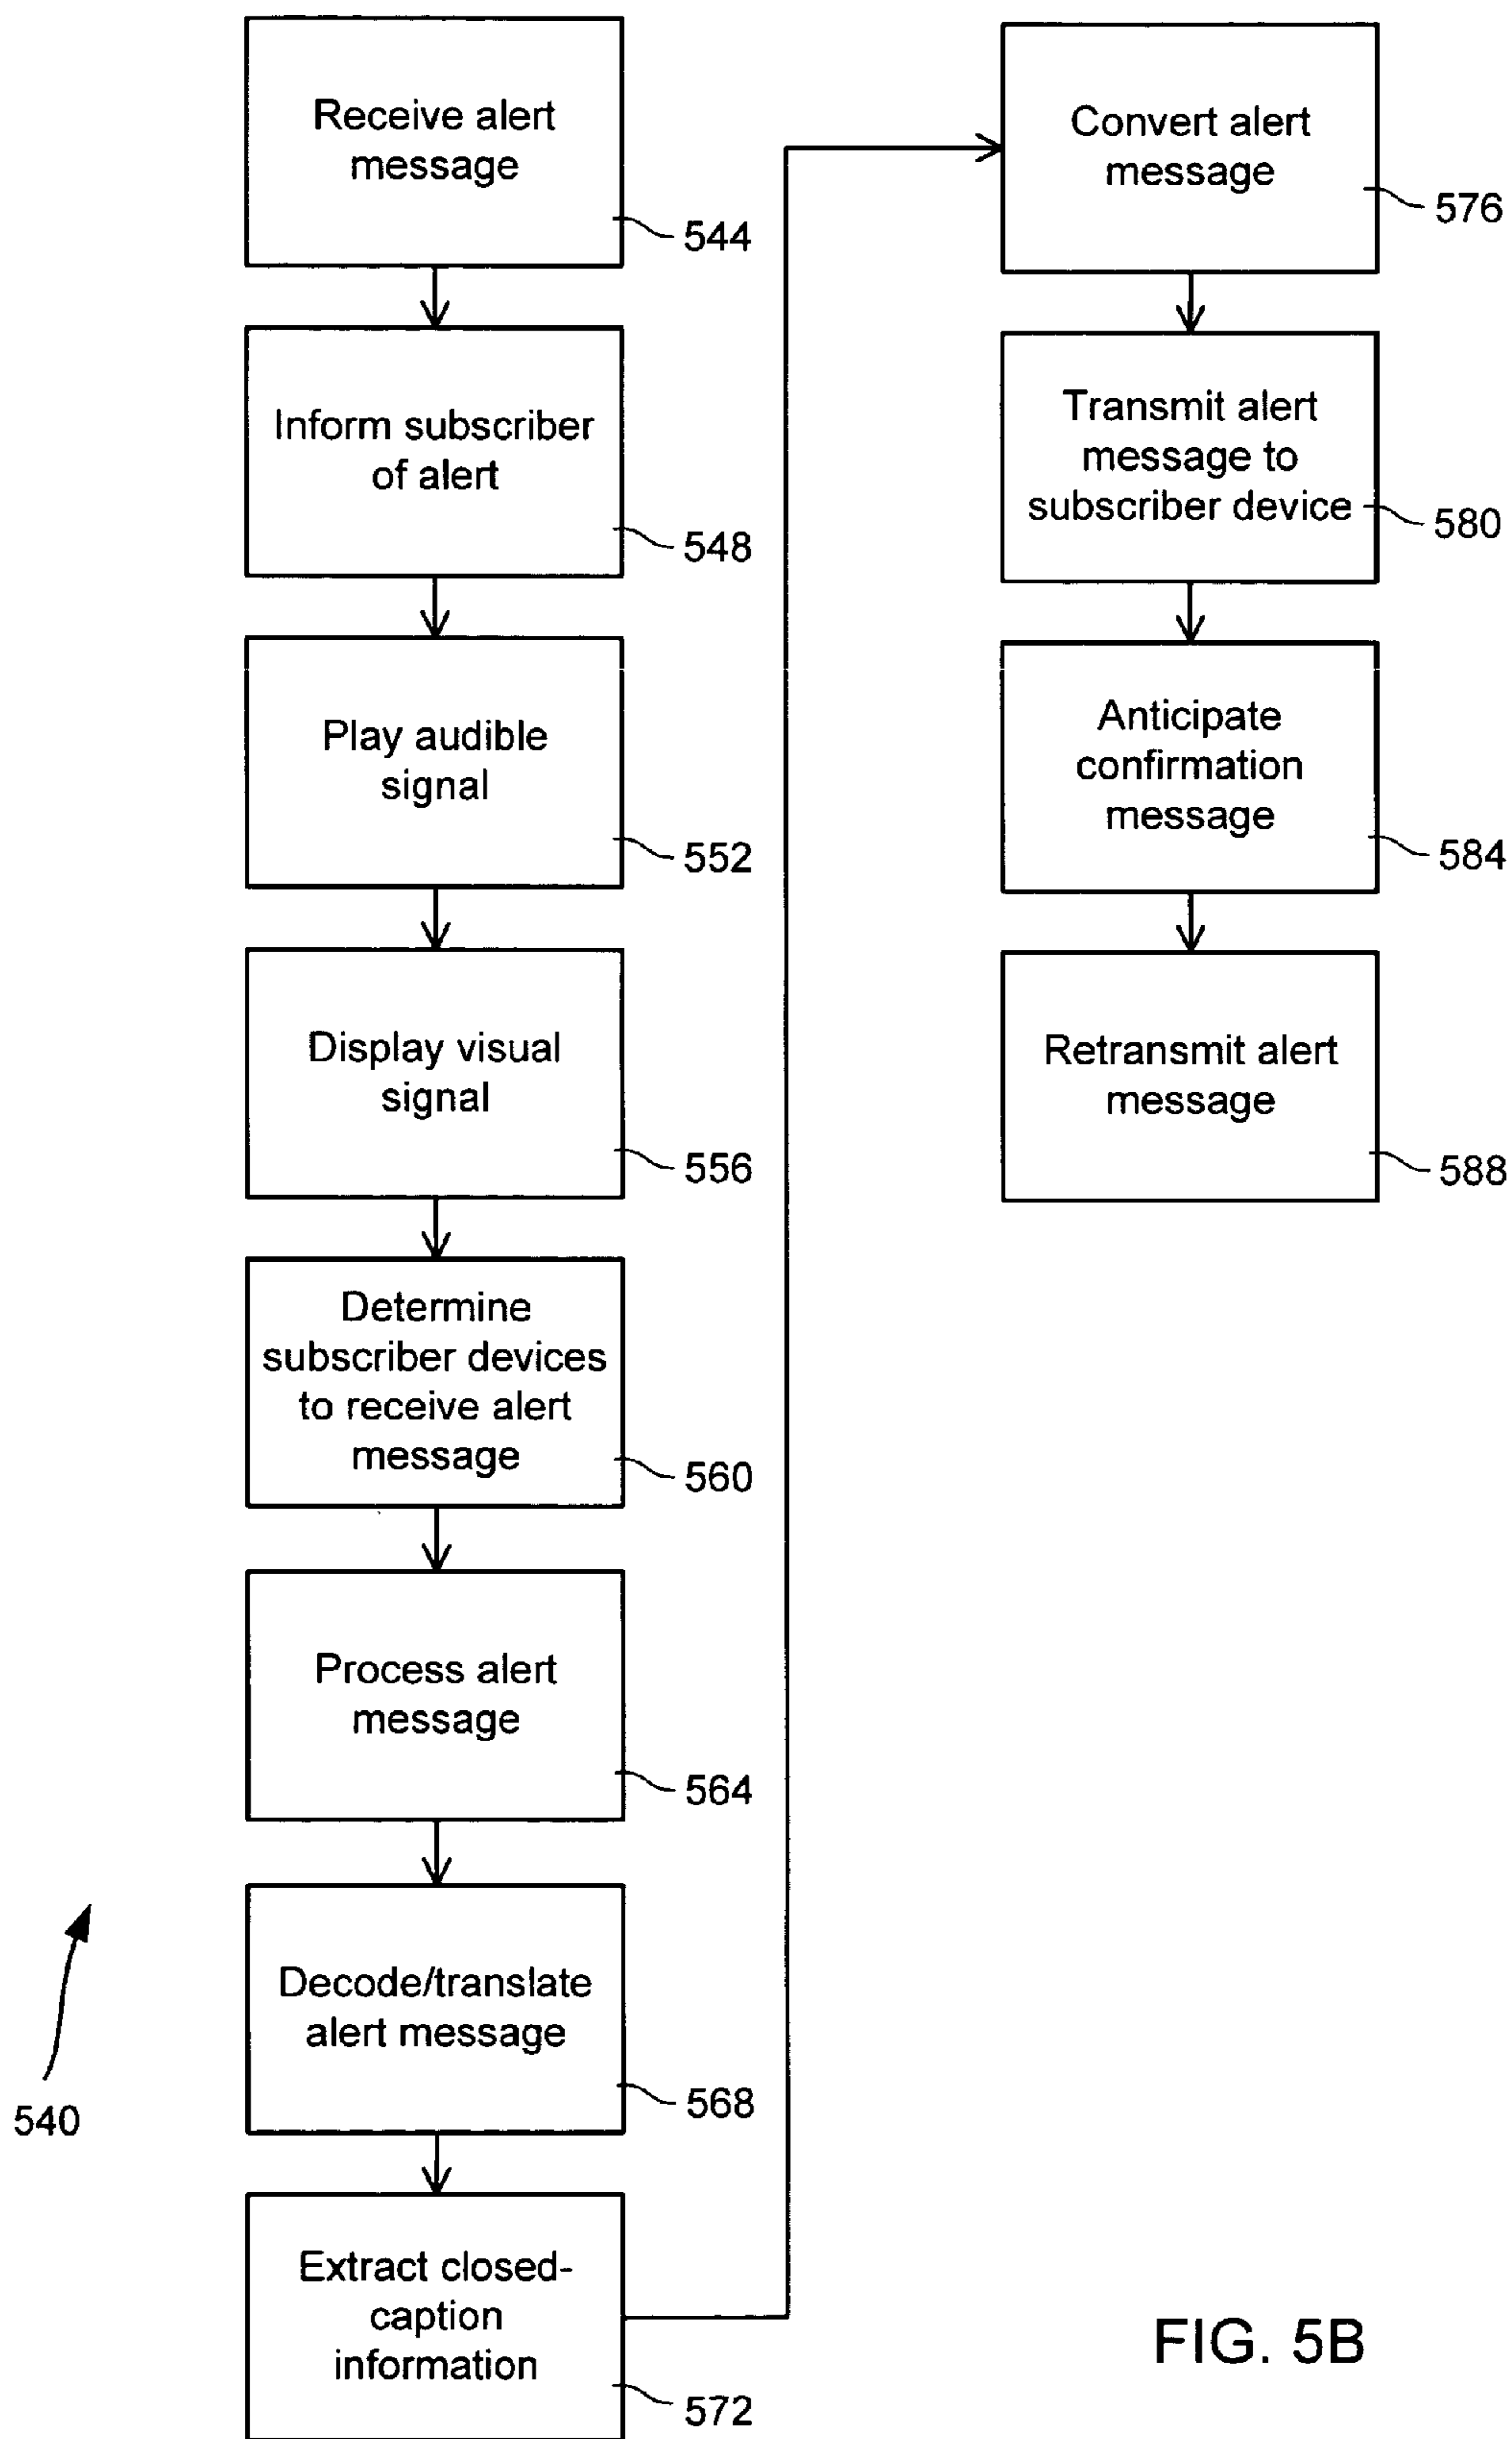 Receive alert
message
544
Inform subscriber
of alert
548
Play audible
signal
552
Display visual
signal
556
Determine
subscriber devices
to receive alert
message
560
Process alert
message
564
Decode/translate
alert message
568
540
Extract closed-
caption
information
572
Convert alert
message
576
Transmit alert
message to
subscriber device
580
Anticipate
confirmation
message
584
Retransmit alert
message
588
FIG. 5B